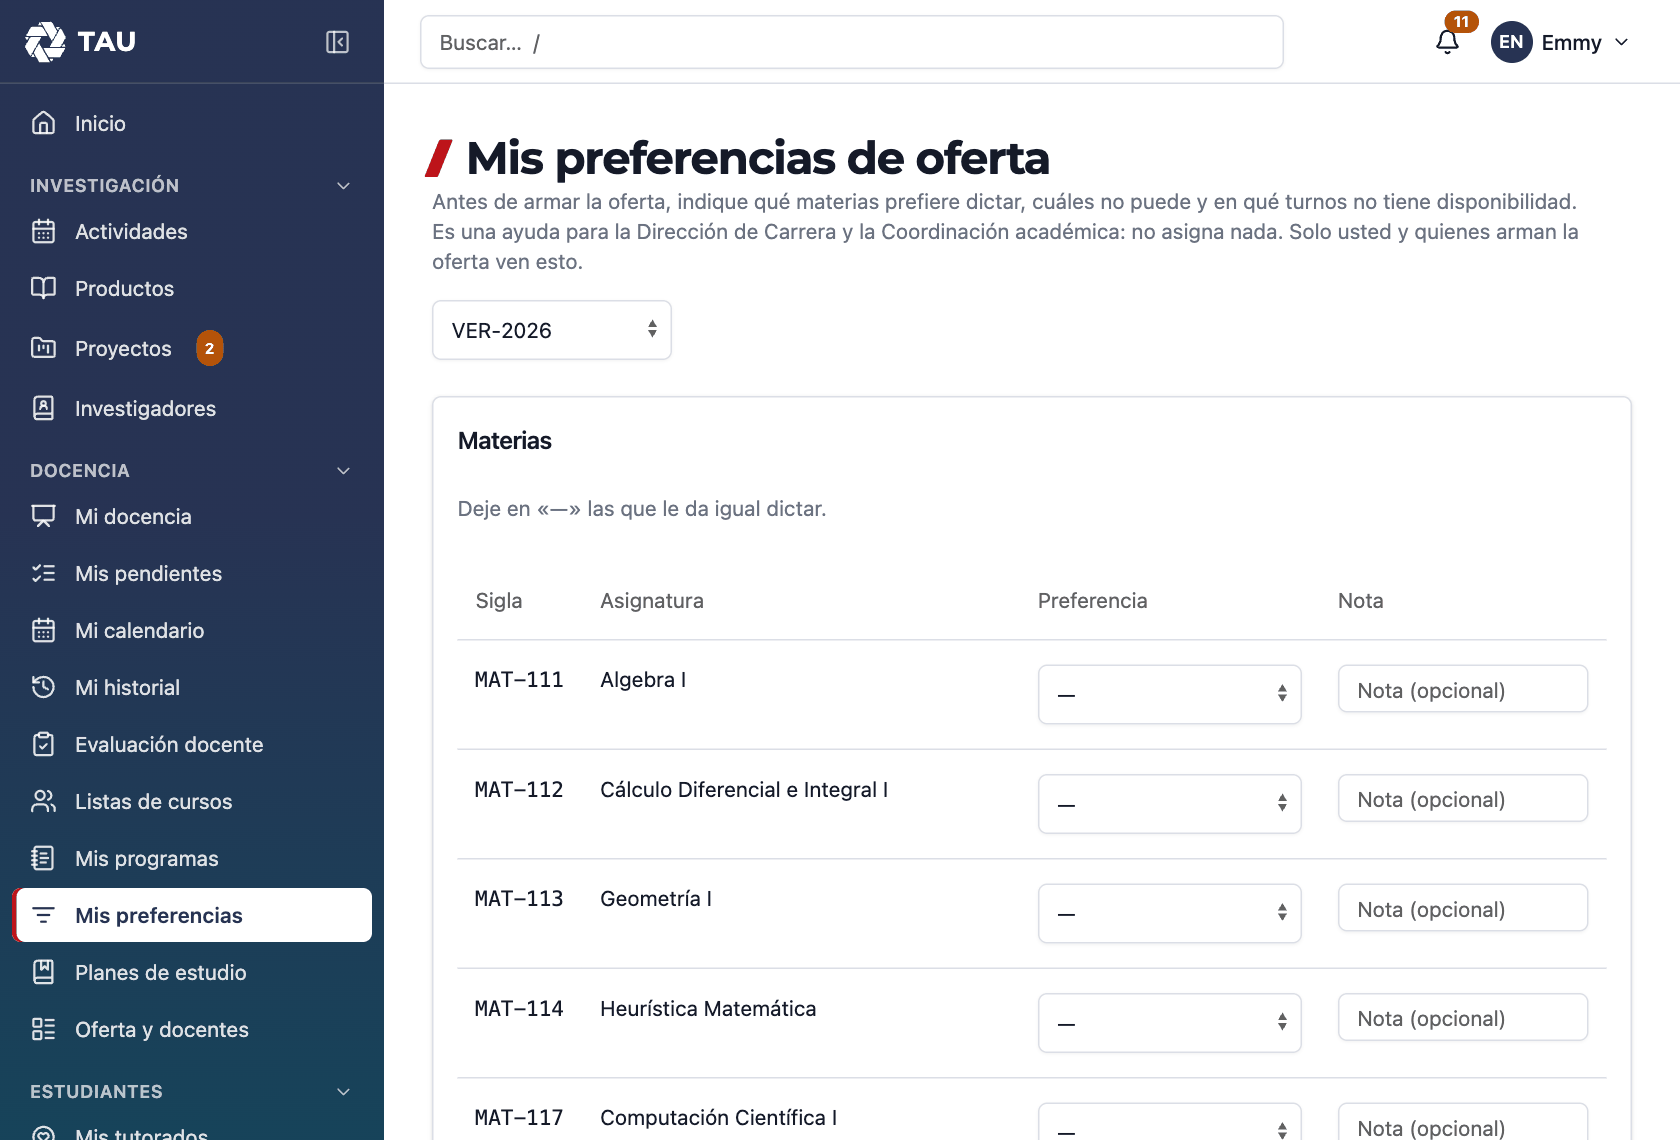 TAU
Buscar... /
11
EN
Emmy
Inicio
INVESTIGACIÓN
Actividades
Productos
Proyectos 2
Investigadores
DOCENCIA
Mi docencia
Mis pendientes
Mi calendario
Mi historial
Evaluación docente
Listas de cursos
Mis programas
Mis preferencias
Planes de estudio
Oferta y docentes
ESTUDIANTES
Mis tutorados
Mis preferencias de oferta
Antes de armar la oferta, indique qué materias prefiere dictar, cuáles no puede y en qué turnos no tiene disponibilidad.
Es una ayuda para la Dirección de Carrera y la Coordinación académica: no asigna nada. Solo usted y quienes arman la
oferta ven esto.
VER-2026
Materias
Deje en «—» las que le da igual dictar.
Sigla Asignatura Preferencia Nota
MAT-111 Algebra I — Nota (opcional)
MAT-112 Cálculo Diferencial e Integral I — Nota (opcional)
MAT-113 Geometría I — Nota (opcional)
MAT-114 Heurística Matemática — Nota (opcional)
MAT-117 Computación Científica I — Nota (opcional)